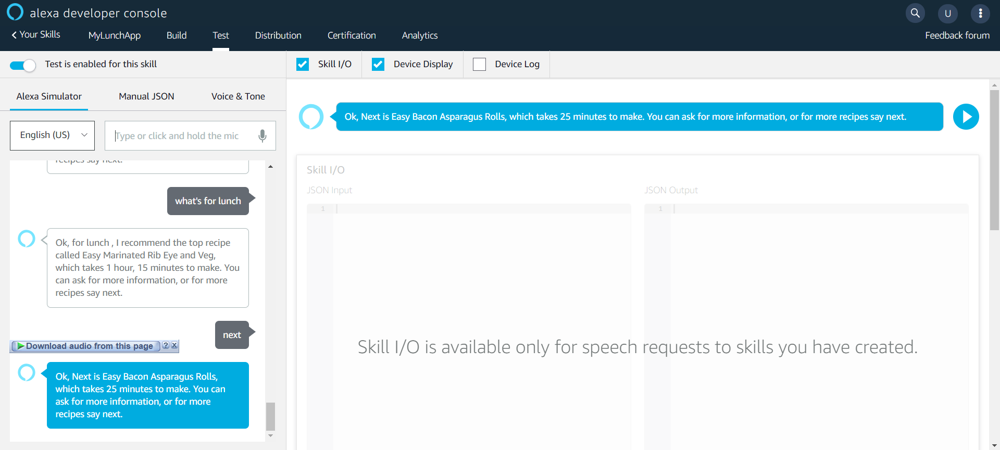 alexa developer console
U
Your Skills
MyLunchApp
Build
Test
Distribution
Certification
Analytics
Feedback forum
Test is enabled for this skill
Skill I/O
Device Display
Device Log
Alexa Simulator
Manual JSON
Voice & Tone
English (US)
Type or click and hold the mic
recipes say next.
what's for lunch
Ok, for lunch , I recommend the top recipe
called Easy Marinated Rib Eye and Veg,
which takes 1 hour, 15 minutes to make. You
can ask for more information, or for more
recipes say next.
next
Download audio from this page
? X
Ok, Next is Easy Bacon Asparagus Rolls,
which takes 25 minutes to make. You can
ask for more information, or for more
recipes say next.
Ok, Next is Easy Bacon Asparagus Rolls, which takes 25 minutes to make. You can ask for more information, or for more recipes say next.
Skill I/O
JSON Input
JSON Output
1
1
Skill I/O is available only for speech requests to skills you have created.